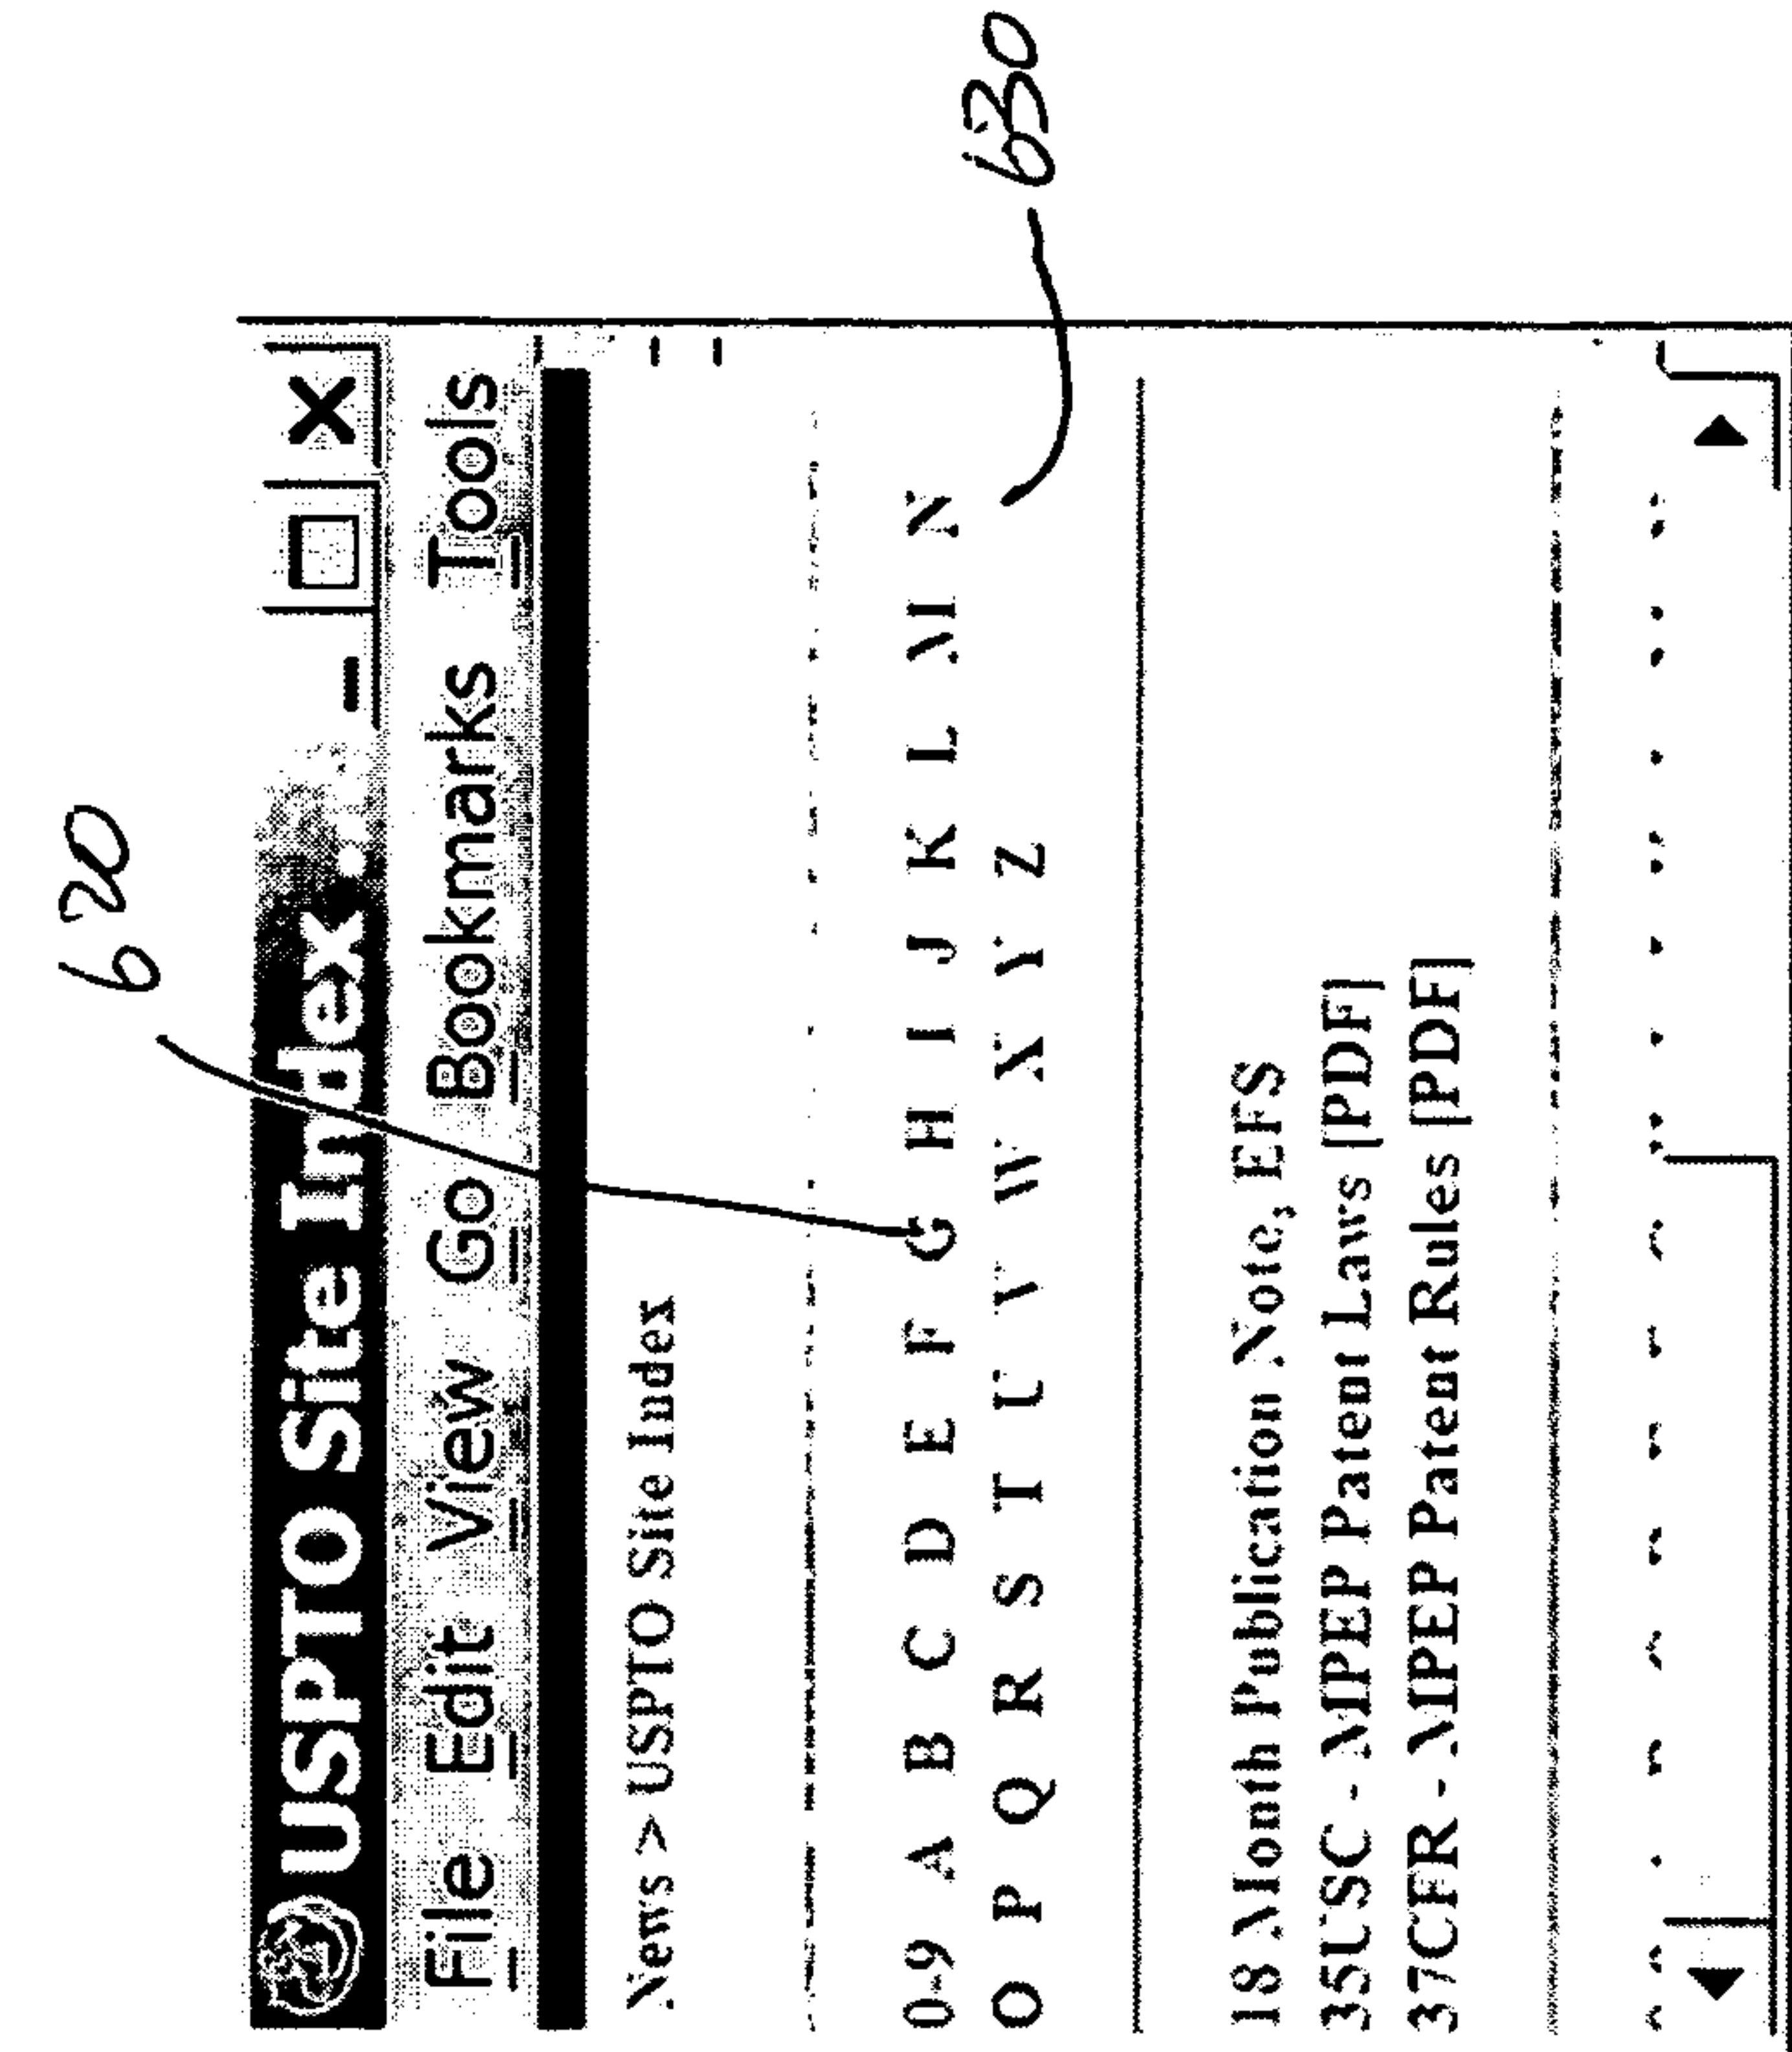 620
630
USPTO Site Index.
File Edit View Go Bookmarks Tools
News > USPTO Site Index
0-9 A B C D E F G H I J K L M N
O P Q R S T U V W X Y Z
18 Month Publication Note, EFS
35USC - MPEP Patent Laws [PDF]
37CFR - MPEP Patent Rules [PDF]